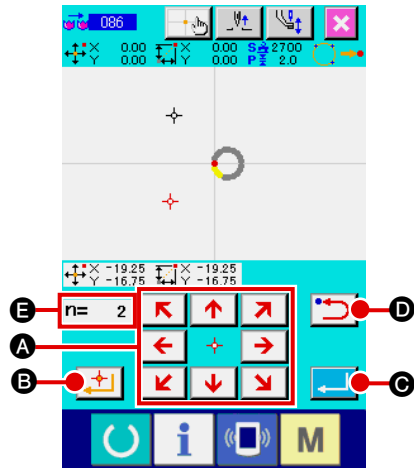 086
X 0.00 X 0.00 S 2700
Y 0.00 Y 0.00 P 2.0
X -19.25 X -19.25
Y -16.75 Y -16.75
E n= 2
D
A
B
C
i M